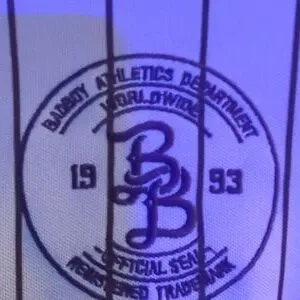 BADBOY ATHLETICS DEPARTMENT
WORLDWIDE
BB
19 93
OFFICIAL SEAL
REGISTERED TRADEMARK